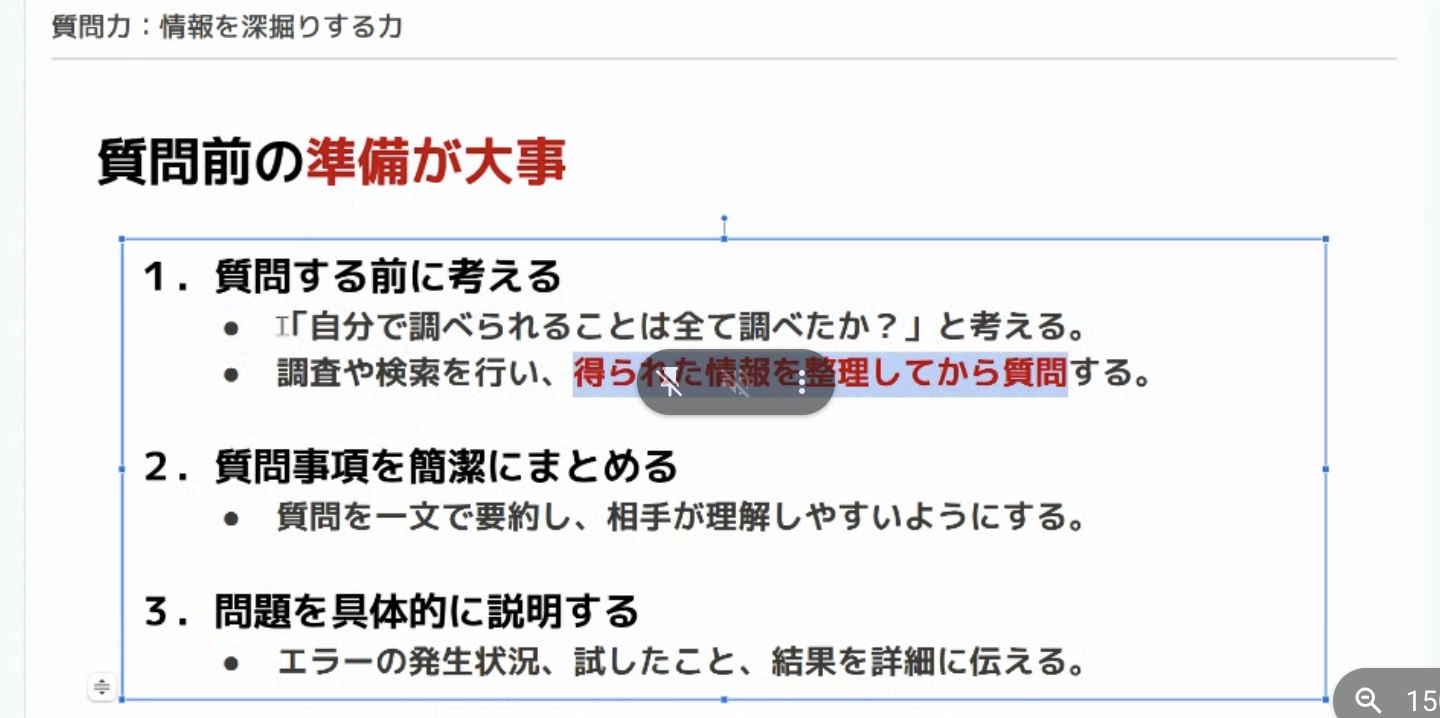 質問力：情報を深掘りする力
質問前の準備が大事
1．質問する前に考える
● 「自分で調べられることは全て調べたか？」と考える。
● 調査や検索を行い、得られた情報を整理してから質問する。
2．質問事項を簡潔にまとめる
● 質問を一文で要約し、相手が理解しやすいようにする。
3．問題を具体的に説明する
● エラーの発生状況、試したこと、結果を詳細に伝える。